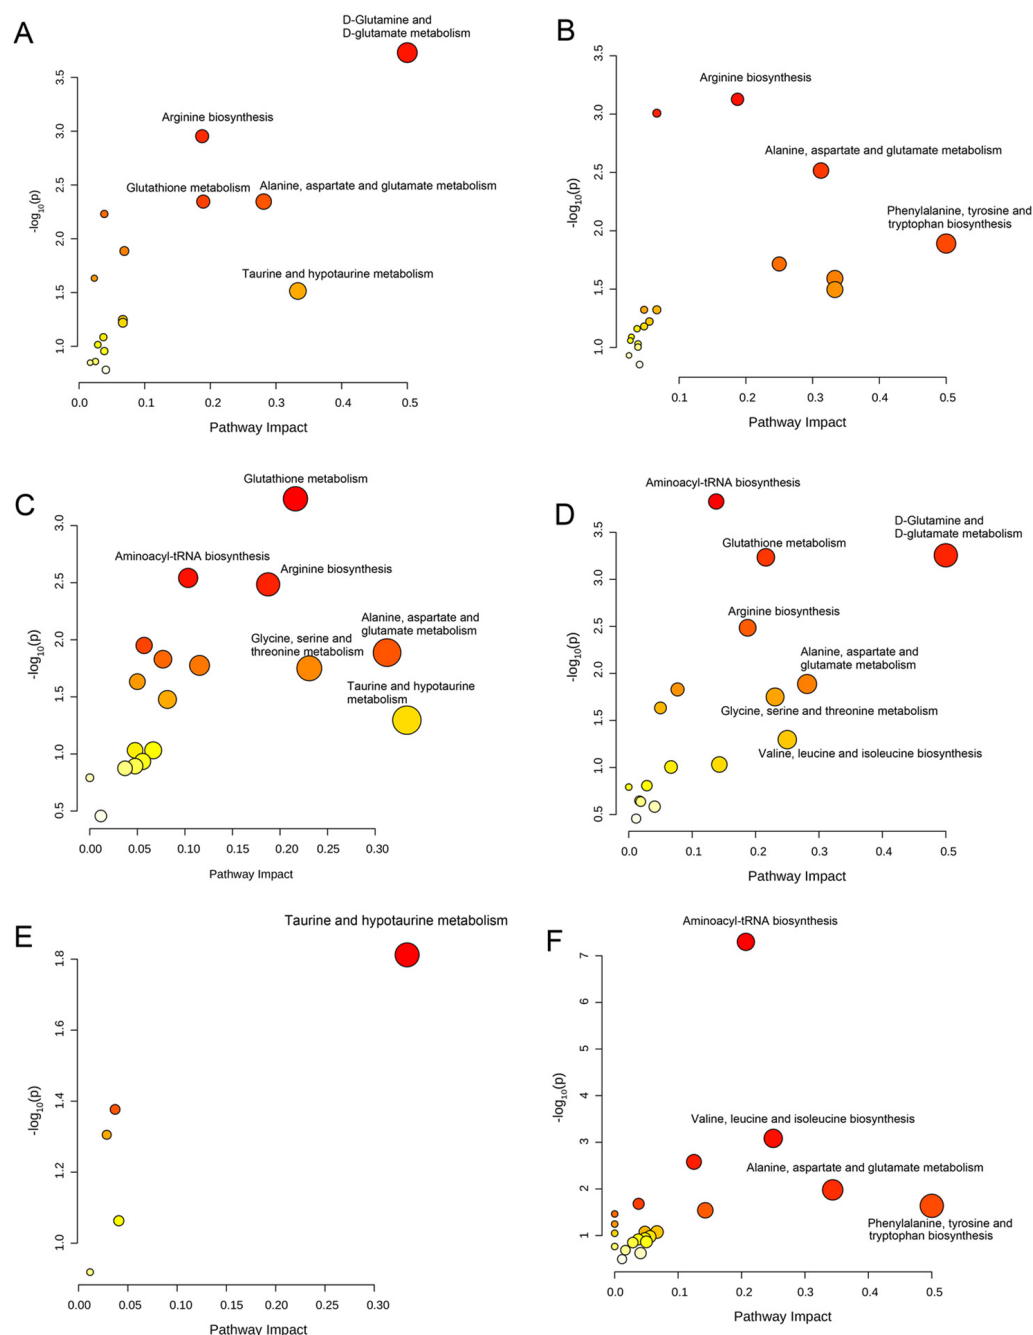 A
D-Glutamine and
D-glutamate metabolism
Arginine biosynthesis
Glutathione metabolism
Alanine, aspartate and glutamate metabolism
Taurine and hypotaurine metabolism
-log10(p)
3.5
3.0
2.5
2.0
1.5
1.0
0.0 0.1 0.2 0.3 0.4 0.5
Pathway Impact
B
Arginine biosynthesis
Alanine, aspartate and glutamate metabolism
Phenylalanine, tyrosine and
tryptophan biosynthesis
-log10(p)
3.5
3.0
2.5
2.0
1.5
1.0
0.1 0.2 0.3 0.4 0.5
Pathway Impact
C
Glutathione metabolism
Aminoacyl-tRNA biosynthesis
Arginine biosynthesis
Alanine, aspartate and
glutamate metabolism
Glycine, serine and
threonine metabolism
Taurine and hypotaurine
metabolism
-log10(p)
3.0
2.5
2.0
1.5
1.0
0.5
0.00 0.05 0.10 0.15 0.20 0.25 0.30
Pathway Impact
D
Aminoacyl-tRNA biosynthesis
D-Glutamine and
D-glutamate metabolism
Glutathione metabolism
Arginine biosynthesis
Alanine, aspartate and
glutamate metabolism
Glycine, serine and threonine metabolism
Valine, leucine and isoleucine biosynthesis
-log10(p)
3.5
3.0
2.5
2.0
1.5
1.0
0.5
0.0 0.1 0.2 0.3 0.4 0.5
Pathway Impact
E
Taurine and hypotaurine metabolism
-log10(p)
1.8
1.6
1.4
1.2
1.0
0.00 0.05 0.10 0.15 0.20 0.25 0.30
Pathway Impact
F
Aminoacyl-tRNA biosynthesis
Valine, leucine and isoleucine biosynthesis
Alanine, aspartate and glutamate metabolism
Phenylalanine, tyrosine and
tryptophan biosynthesis
-log10(p)
7
6
5
4
3
2
1
0.0 0.1 0.2 0.3 0.4 0.5
Pathway Impact